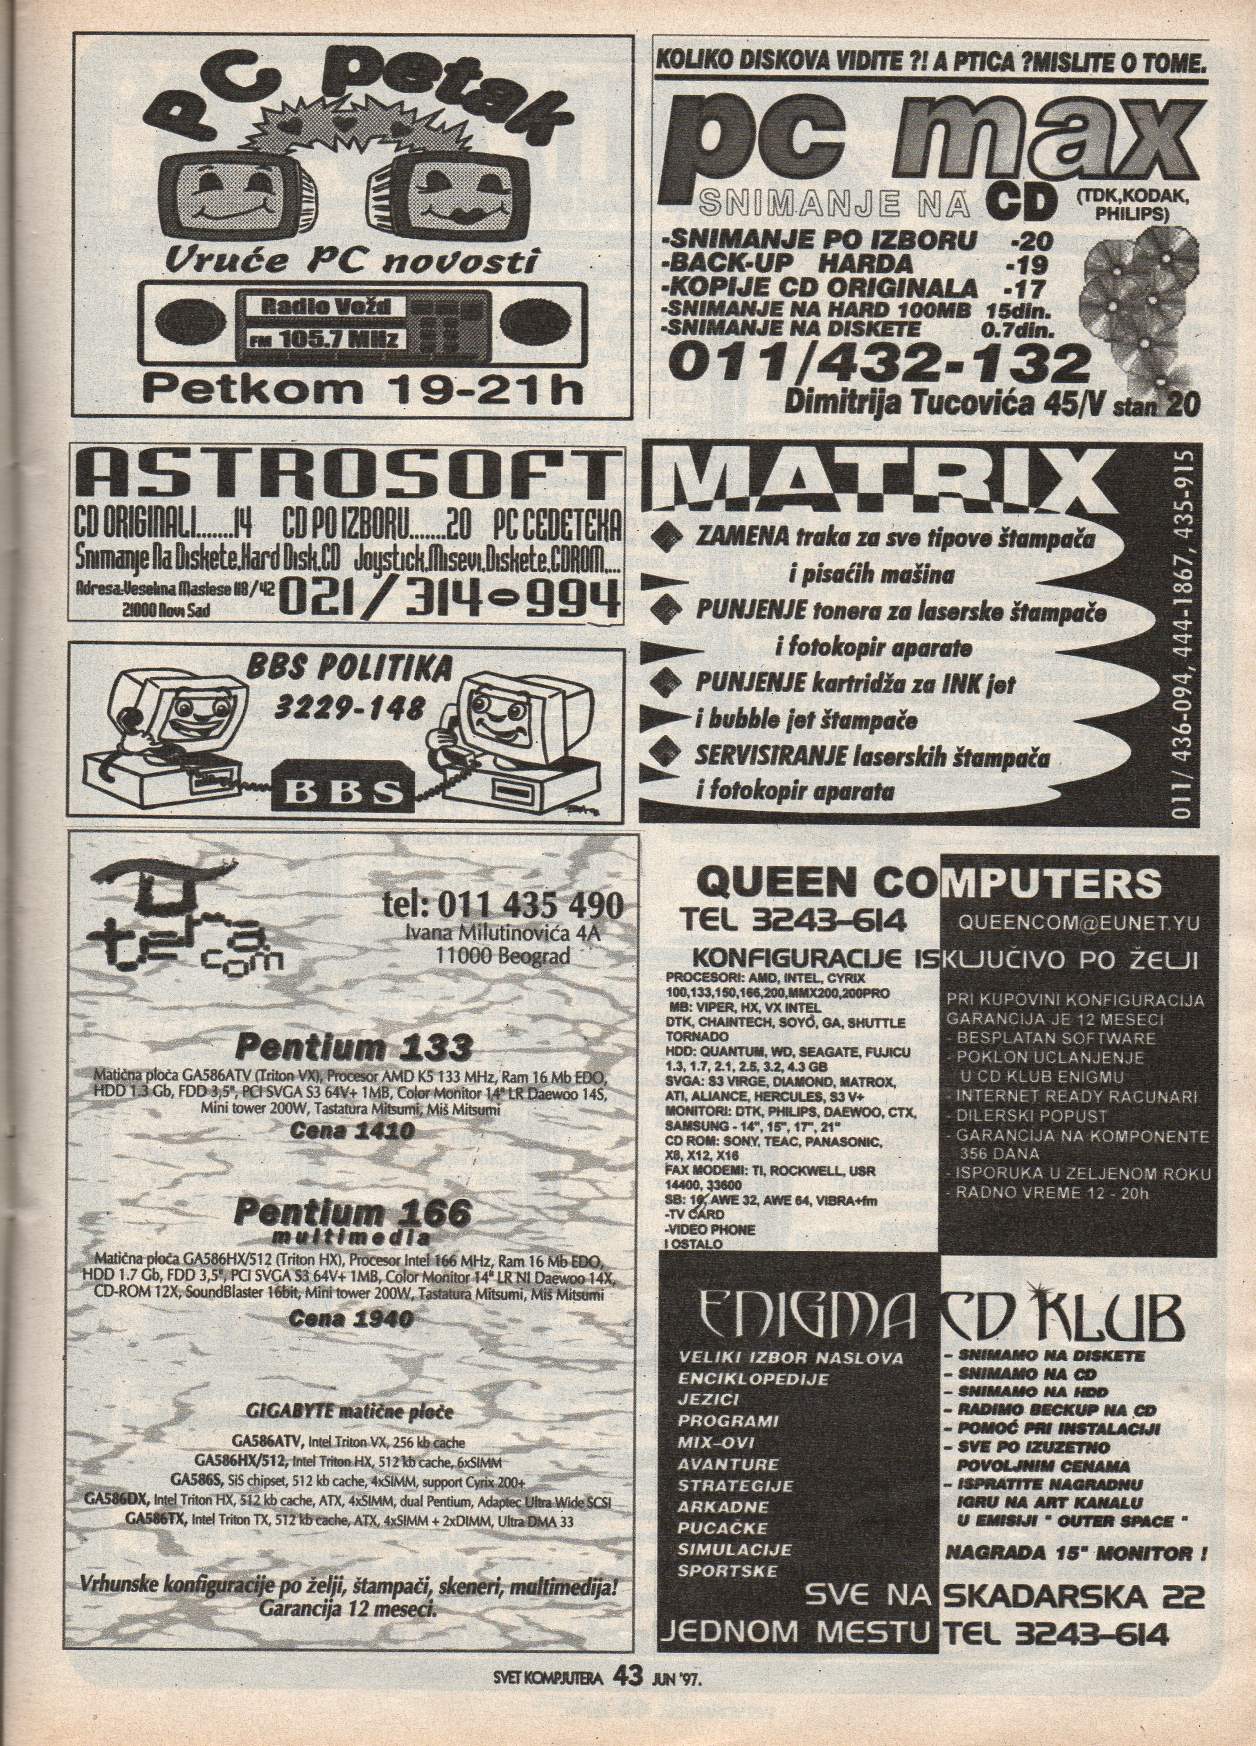 PC Petak
Vruće PC novosti
Radio Vožd
FM 105.7 MHz
Petkom 19-21h
KOLIKO DISKOVA VIDITE ?! A PTICA ?MISLITE O TOME.
pc max
SNIMANJE NA CD (TDK,KODAK,
PHILIPS)
-SNIMANJE PO IZBORU -20
-BACK-UP HARDA -19
-KOPIJE CD ORIGINALA -17
-SNIMANJE NA HARD 100MB 15din.
-SNIMANJE NA DISKETE 0.7din.
011/432-132
Dimitrija Tucovića 45/V stan 20
ASTROSOFT
CD ORIGINALI......14 CD PO IZBORU.......20 PC CEDETEKA
Snimanje Na Diskete,Hard Disk,CD Joystick,Misevi,Diskete,CDROM,...
Adresa:Veselina Maslese 118/42
21000 Novi Sad
021/314-994
MATRIX
ZAMENA traka za sve tipove štampača
i pisaćih mašina
PUNJENJE tonera za laserske štampače
i fotokopir aparate
PUNJENJE kartridža za INK jet
i bubble jet štampače
SERVISIRANJE laserskih štampača
i fotokopir aparata
011/ 436-094, 444-1867, 435-915
BBS POLITIKA
3229-148
BBS
teha
com
tel: 011 435 490
Ivana Milutinovića 4A
11000 Beograd
Pentium 133
Matična ploča GA586ATV (Triton VX), Procesor AMD K5 133 MHz, Ram 16 Mb EDO,
HDD 1.3 Gb, FDD 3,5", PCI SVGA S3 64V+ 1MB, Color Monitor 14" LR Daewoo 14S,
Mini tower 200W, Tastatura Mitsumi, Miš Mitsumi
Cena 1410
Pentium 166
multimedia
Matična ploča GA586HX/512 (Triton HX), Procesor Intel 166 MHz, Ram 16 Mb EDO,
HDD 1.7 Gb, FDD 3,5", PCI SVGA S3 64V+ 1MB, Color Monitor 14" LR NI Daewoo 14X,
CD-ROM 12X, SoundBlaster 16bit, Mini tower 200W, Tastatura Mitsumi, Miš Mitsumi
Cena 1940
GIGABYTE matične ploče
GA586ATV, Intel Triton VX, 256 kb cache
GA586HX/512, Intel Triton HX, 512 kb cache, 6xSIMM
GA586S, SiS chipset, 512 kb cache, 4xSIMM, support Cyrix 200+
GA586DX, Intel Triton HX, 512 kb cache, ATX, 4xSIMM, dual Pentium, Adaptec Ultra Wide SCSI
GA586TX, Intel Triton TX, 512 kb cache, ATX, 4xSIMM + 2xDIMM, Ultra DMA 33
Vrhunske konfiguracije po želji, štampači, skeneri, multimedija!
Garancija 12 meseci.
QUEEN COMPUTERS
TEL 3243-614 QUEENCOM@EUNET.YU
KONFIGURACIJE ISKLJUČIVO PO ŽELJI
PROCESORI: AMD, INTEL, CYRIX
100,133,150,166,200,MMX200,200PRO
MB: VIPER, HX, VX INTEL
DTK, CHAINTECH, SOYO, GA, SHUTTLE
TORNADO
HDD: QUANTUM, WD, SEAGATE, FUJICU
1.3, 1.7, 2.1, 2.5, 3.2, 4.3 GB
SVGA: S3 VIRGE, DIAMOND, MATROX,
ATI, ALIANCE, HERCULES, S3 V+
MONITORI: DTK, PHILIPS, DAEWOO, CTX,
SAMSUNG - 14", 15", 17", 21"
CD ROM: SONY, TEAC, PANASONIC,
X8, X12, X16
FAX MODEMI: TI, ROCKWELL, USR
14400, 33600
SB: 16, AWE 32, AWE 64, VIBRA+fm
-TV CARD
-VIDEO PHONE
I OSTALO
PRI KUPOVINI KONFIGURACIJA
GARANCIJA JE 12 MESECI
- BESPLATAN SOFTWARE
- POKLON UCLANJENJE
U CD KLUB ENIGMU
- INTERNET READY RACUNARI
- DILERSKI POPUST
- GARANCIJA NA KOMPONENTE
356 DANA
- ISPORUKA U ZELJENOM ROKU
- RADNO VREME 12 - 20h
ENIGMA CD KLUB
VELIKI IZBOR NASLOVA
ENCIKLOPEDIJE
JEZICI
PROGRAMI
MIX-OVI
AVANTURE
STRATEGIJE
ARKADNE
PUCAČKE
SIMULACIJE
SPORTSKE
- SNIMAMO NA DISKETE
- SNIMAMO NA CD
- SNIMAMO NA HDD
- RADIMO BECKUP NA CD
- POMOĆ PRI INSTALACIJI
- SVE PO IZUZETNO
POVOLJNIM CENAMA
- ISPRATITE NAGRADNU
IGRU NA ART KANALU
U EMISIJI " OUTER SPACE "
NAGRADA 15" MONITOR !
SVE NA
JEDNOM MESTU
SKADARSKA 22
TEL 3243-614
SVET KOMPJUTERA 43 JUN '97.